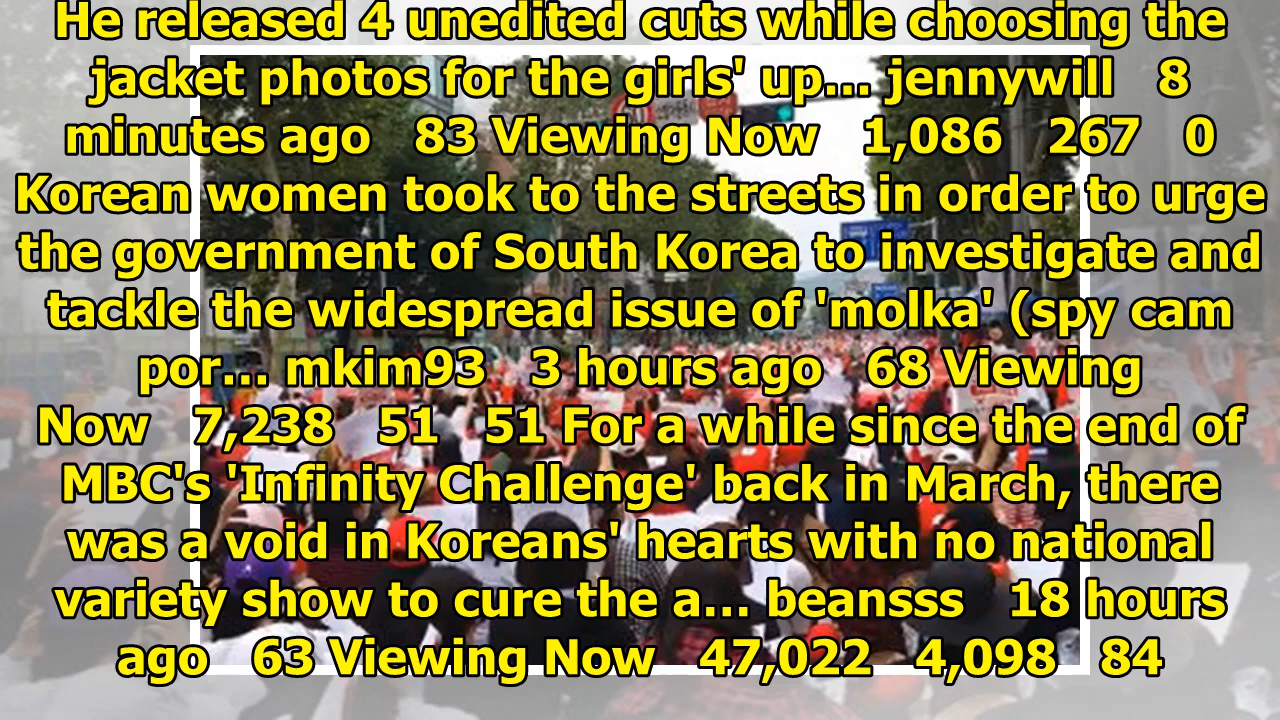 He released 4 unedited cuts while choosing the
jacket photos for the girls' up... jennywill 8
minutes ago 83 Viewing Now 1,086 267 0
Korean women took to the streets in order to urge
the government of South Korea to investigate and
tackle the widespread issue of 'molka' (spy cam
por... mkim93 3 hours ago 68 Viewing
Now 7,238 51 51 For a while since the end of
MBC's 'Infinity Challenge' back in March, there
was a void in Koreans' hearts with no national
variety show to cure the a... beansss 18 hours
ago 63 Viewing Now 47,022 4,098 84